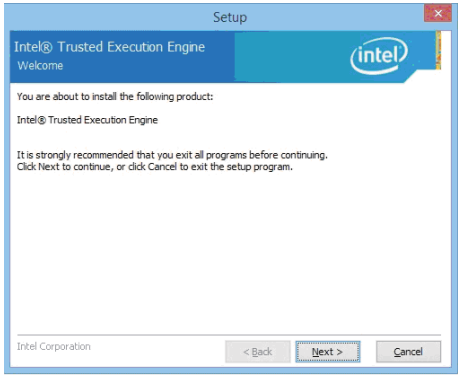 Setup
Intel® Trusted Execution Engine
Welcome
intel®
You are about to install the following product:
Intel® Trusted Execution Engine
It is strongly recommended that you exit all programs before continuing.
Click Next to continue, or click Cancel to exit the setup program.
Intel Corporation
< Back
Next >
Cancel